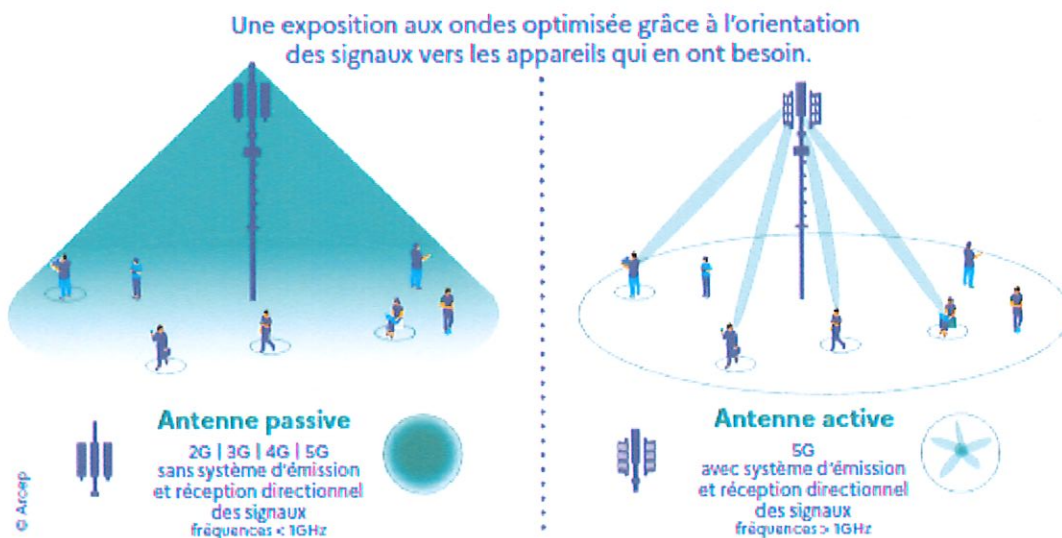 Une exposition aux ondes optimisée grâce à l'orientation
des signaux vers les appareils qui en ont besoin.
Antenne passive
2G | 3G | 4G | 5G
sans système d'émission
et réception directionnel
des signaux
fréquences < 1GHz
Antenne active
5G
avec système d'émission
et réception directionnel
des signaux
fréquences > 1GHz
© Arcep